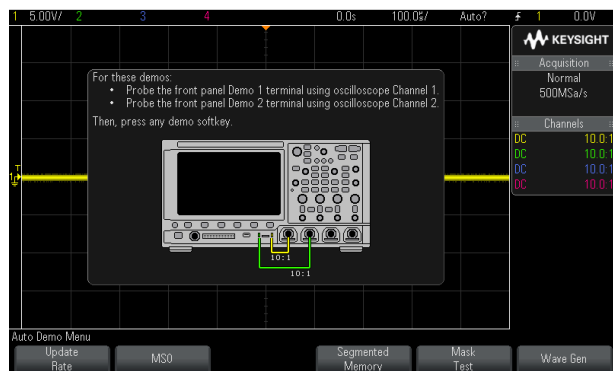 1 5.00V/ 2 3 4 0.0s 100.0%/ Auto? 1 0.0V
KEYSIGHT
Acquisition
Normal
500MSa/s
Channels
DC 10.0:1
DC 10.0:1
DC 10.0:1
DC 10.0:1
For these demos:
• Probe the front panel Demo 1 terminal using oscilloscope Channel 1.
• Probe the front panel Demo 2 terminal using oscilloscope Channel 2.
Then, press any demo softkey.
10:1
10:1
T
1
Auto Demo Menu
Update
Rate
MSO
Segmented
Memory
Mask
Test
Wave Gen